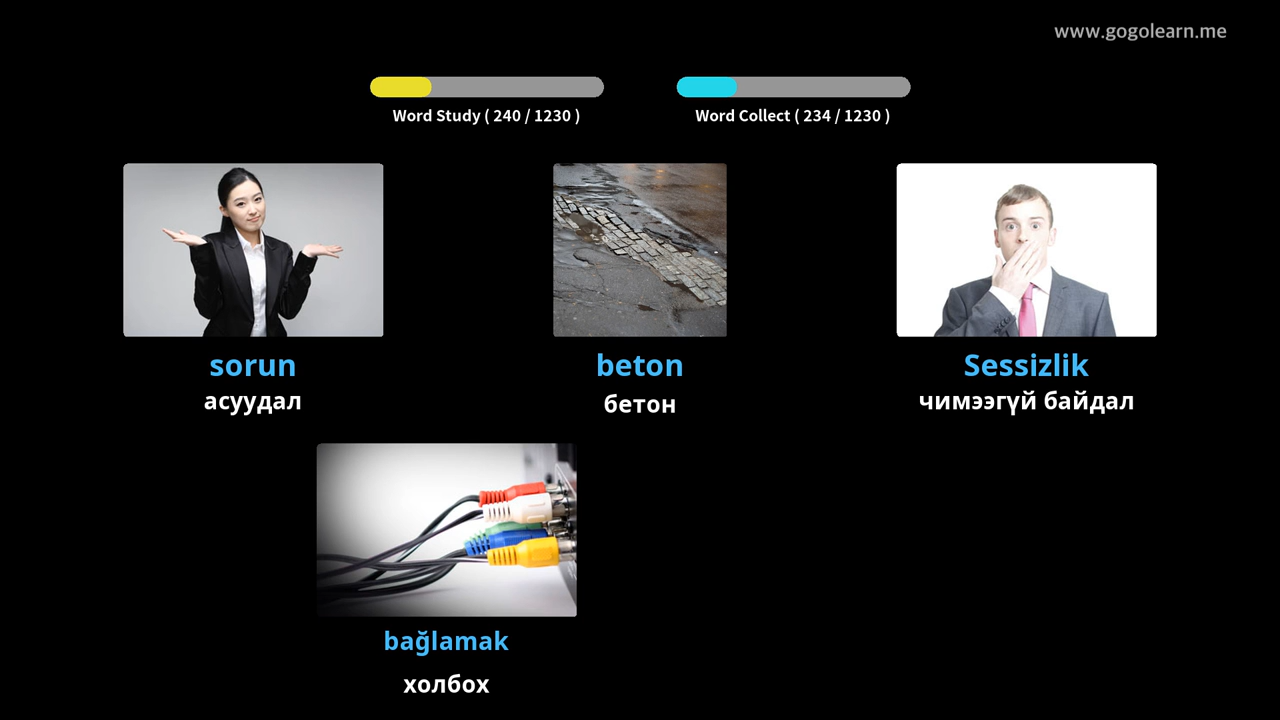 www.gogolearn.me
Word Study ( 240 / 1230 )
Word Collect ( 234 / 1230 )
sorun
асуудал
beton
бетон
Sessizlik
чимээгүй байдал
bağlamak
холбох